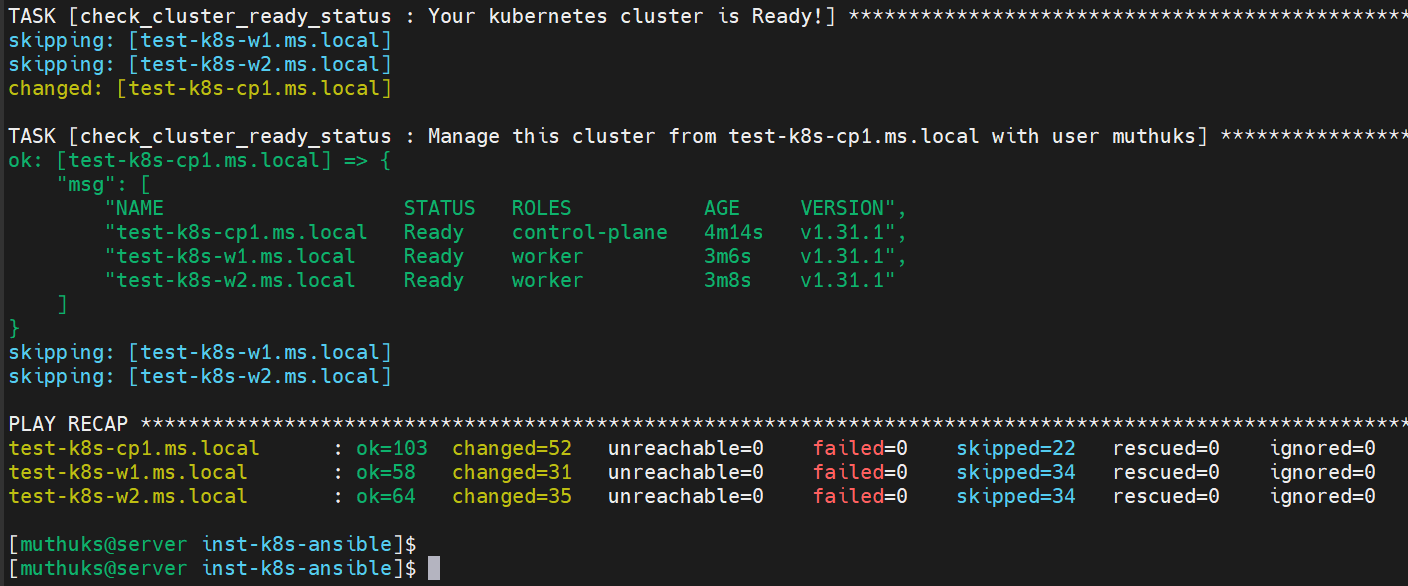 TASK [check_cluster_ready_status : Your kubernetes cluster is Ready!] ***********************************************
skipping: [test-k8s-w1.ms.local]
skipping: [test-k8s-w2.ms.local]
changed: [test-k8s-cp1.ms.local]
TASK [check_cluster_ready_status : Manage this cluster from test-k8s-cp1.ms.local with user muthuks] ****************
ok: [test-k8s-cp1.ms.local] => {
    "msg": [
        "NAME                    STATUS   ROLES           AGE     VERSION",
        "test-k8s-cp1.ms.local   Ready    control-plane   4m14s   v1.31.1",
        "test-k8s-w1.ms.local    Ready    worker          3m6s    v1.31.1",
        "test-k8s-w2.ms.local    Ready    worker          3m8s    v1.31.1"
    ]
}
skipping: [test-k8s-w1.ms.local]
skipping: [test-k8s-w2.ms.local]
PLAY RECAP **********************************************************************************************************
test-k8s-cp1.ms.local      : ok=103  changed=52   unreachable=0    failed=0    skipped=22   rescued=0    ignored=0
test-k8s-w1.ms.local       : ok=58   changed=31   unreachable=0    failed=0    skipped=34   rescued=0    ignored=0
test-k8s-w2.ms.local       : ok=64   changed=35   unreachable=0    failed=0    skipped=34   rescued=0    ignored=0
[muthuks@server inst-k8s-ansible]$
[muthuks@server inst-k8s-ansible]$